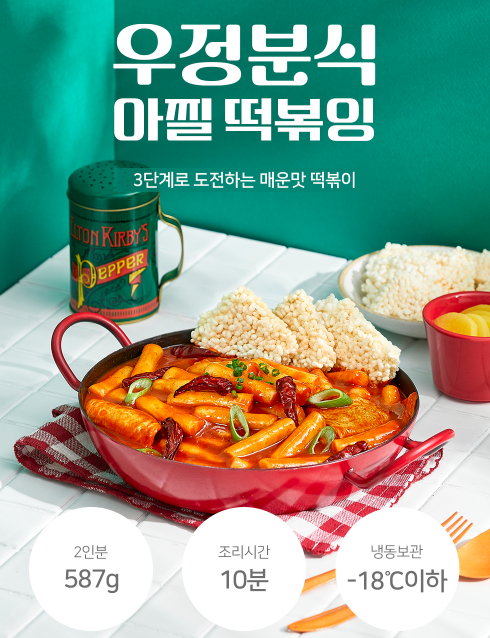 우정분식
아찔 떡볶잉
3단계로 도전하는 매운맛 떡볶이
ELTON KIRBY'S
PEPPER
2인분
587g
조리시간
10분
냉동보관
-18℃이하